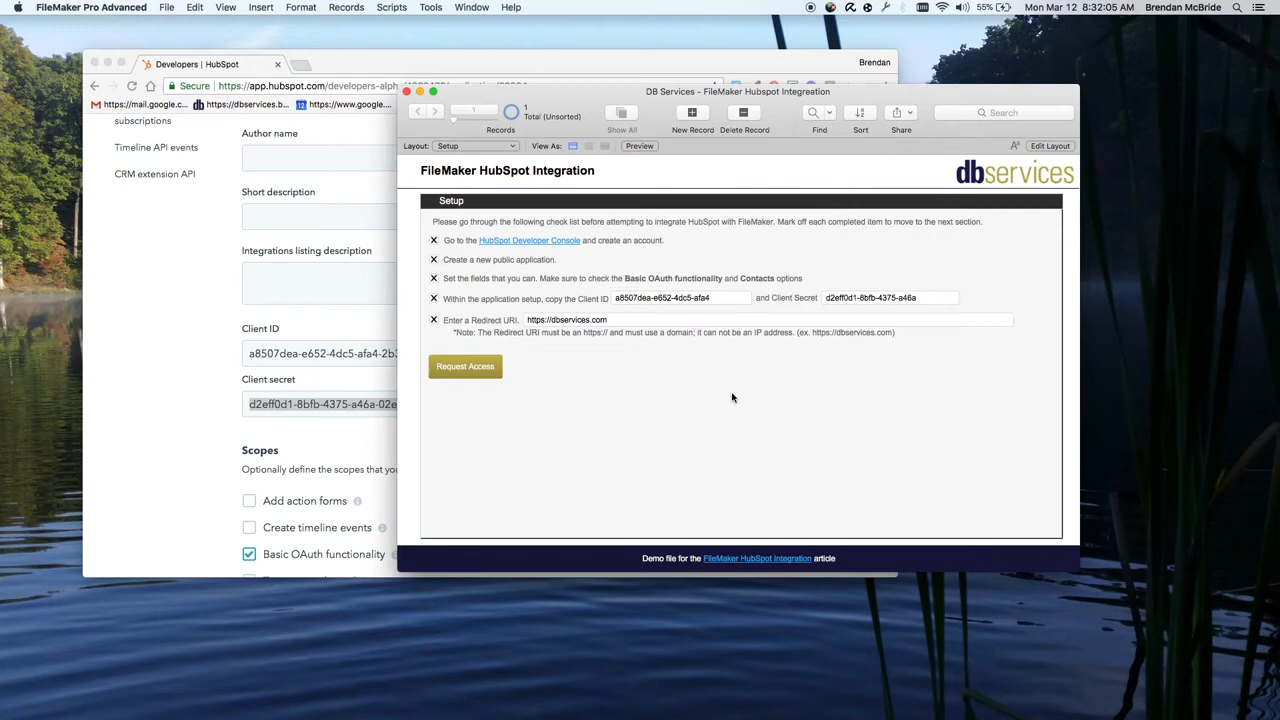 FileMaker Pro Advanced File Edit View Insert Format Records Scripts Tools Window Help 55% Mon Mar 12 8:32:05 AM Brendan McBride
Developers | HubSpot Brendan
Secure https://app.hubspot.com/developers-alph
https://mail.google.c... https://dbservices.b... https://www.google....
subscriptions
Timeline API events
CRM extension API
Author name
Short description
Integrations listing description
Client ID
a8507dea-e652-4dc5-afa4-2b3
Client secret
d2eff0d1-8bfb-4375-a46a-02e
Scopes
Optionally define the scopes that yo
Add action forms
Create timeline events
Basic OAuth functionality
DB Services - FileMaker Hubspot Integreation
1 1
Total (Unsorted)
Search
Records Show All New Record Delete Record Find Sort Share
Layout: Setup View As: Preview Edit Layout
FileMaker HubSpot Integration
dbservices
Setup
Please go through the following check list before attempting to integrate HubSpot with FileMaker. Mark off each completed item to move to the next section.
X Go to the HubSpot Developer Console and create an account.
X Create a new public application.
X Set the fields that you can. Make sure to check the Basic OAuth functionality and Contacts options
X Within the application setup, copy the Client ID a8507dea-e652-4dc5-afa4 and Client Secret d2eff0d1-8bfb-4375-a46a
X Enter a Redirect URI. https://dbservices.com
*Note: The Redirect URI must be an https:// and must use a domain; it can not be an IP address. (ex. https://dbservices.com)
Request Access
Demo file for the FileMaker HubSpot Integration article